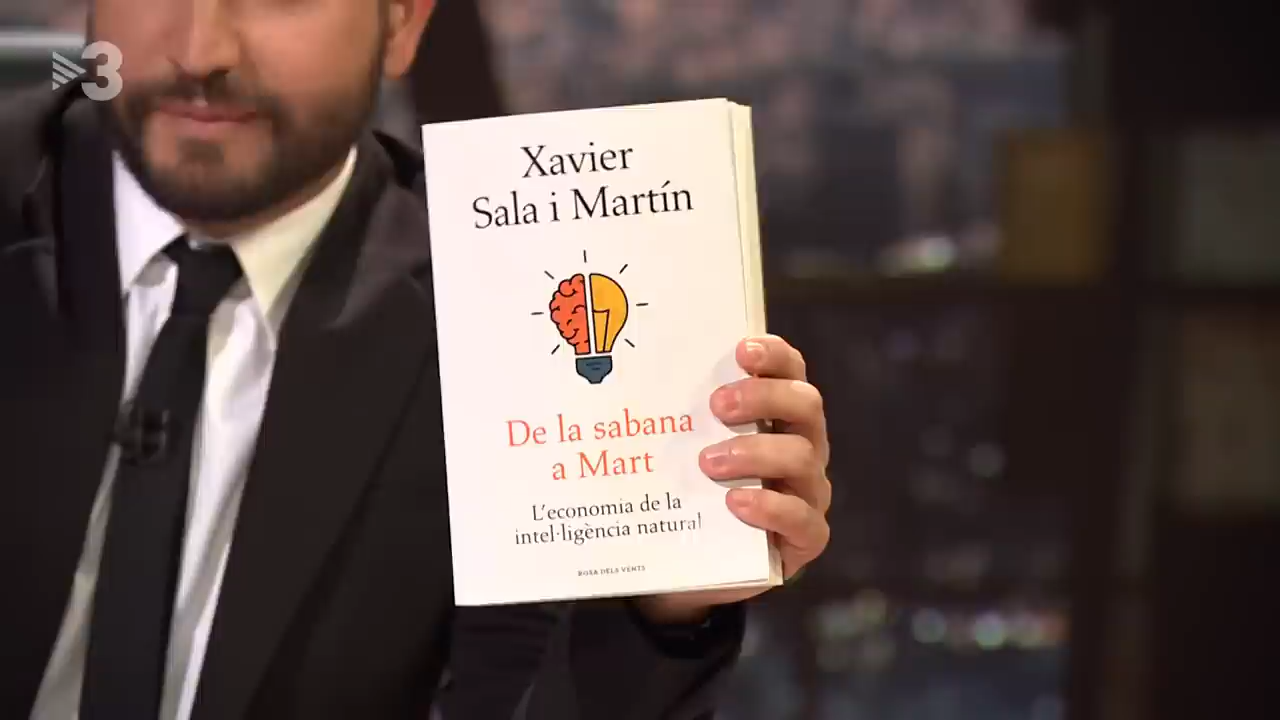 3
Xavier
Sala i Martín
De la sabana
a Mart
L'economia de la
intel·ligència natural
ROSA DELS VENTS